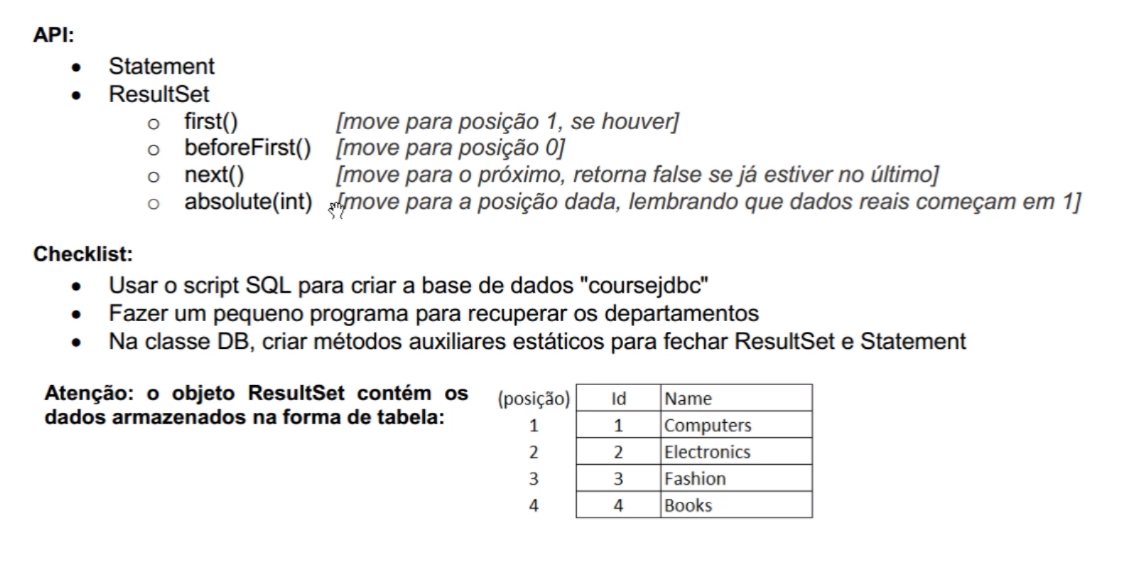 API:
• Statement
• ResultSet
o first() [move para posição 1, se houver]
o beforeFirst() [move para posição 0]
o next() [move para o próximo, retorna false se já estiver no último]
o absolute(int) [move para a posição dada, lembrando que dados reais começam em 1]
Checklist:
• Usar o script SQL para criar a base de dados "coursejdbc"
• Fazer um pequeno programa para recuperar os departamentos
• Na classe DB, criar métodos auxiliares estáticos para fechar ResultSet e Statement
Atenção: o objeto ResultSet contém os
dados armazenados na forma de tabela:
(posição) Id Name
1 1 Computers
2 2 Electronics
3 3 Fashion
4 4 Books